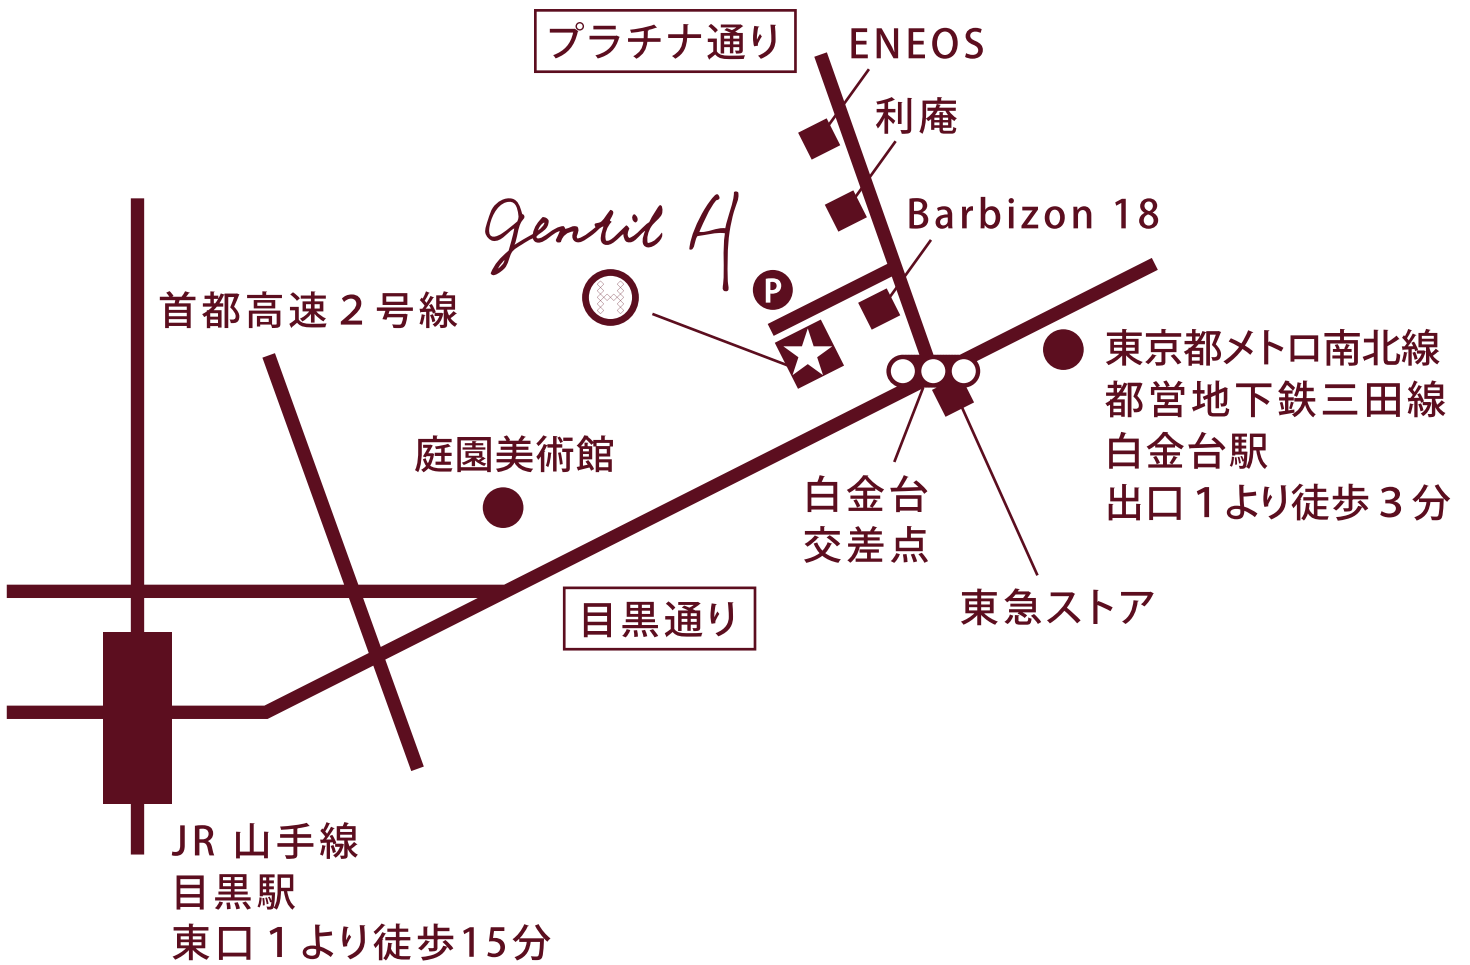 プラチナ通り
ENEOS
利庵
Barbizon 18
gentil H
P
首都高速２号線
東京都メトロ南北線
都営地下鉄三田線
白金台駅
出口１より徒歩３分
庭園美術館
白金台
交差点
東急ストア
目黒通り
JR 山手線
目黒駅
東口１より徒歩15分